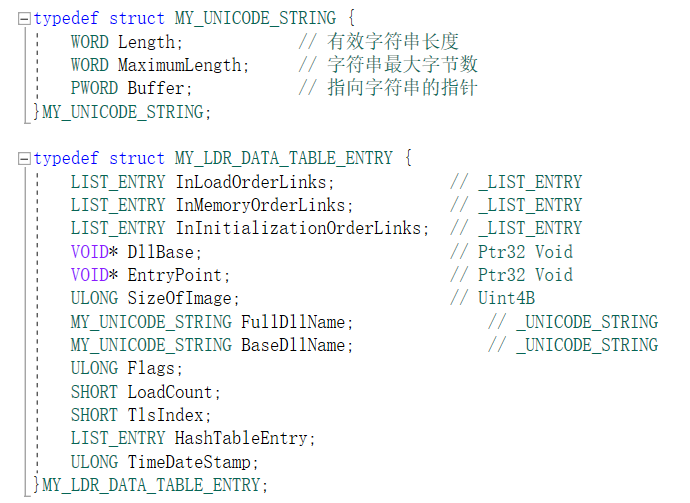 typedef struct MY_UNICODE_STRING {
WORD Length; // 有效字符串长度
WORD MaximumLength; // 字符串最大字节数
PWORD Buffer; // 指向字符串的指针
}MY_UNICODE_STRING;
typedef struct MY_LDR_DATA_TABLE_ENTRY {
LIST_ENTRY InLoadOrderLinks; // _LIST_ENTRY
LIST_ENTRY InMemoryOrderLinks; // _LIST_ENTRY
LIST_ENTRY InInitializationOrderLinks; // _LIST_ENTRY
VOID* DllBase; // Ptr32 Void
VOID* EntryPoint; // Ptr32 Void
ULONG SizeOfImage; // Uint4B
MY_UNICODE_STRING FullDllName; // _UNICODE_STRING
MY_UNICODE_STRING BaseDllName; // _UNICODE_STRING
ULONG Flags;
SHORT LoadCount;
SHORT TlsIndex;
LIST_ENTRY HashTableEntry;
ULONG TimeDateStamp;
}MY_LDR_DATA_TABLE_ENTRY;